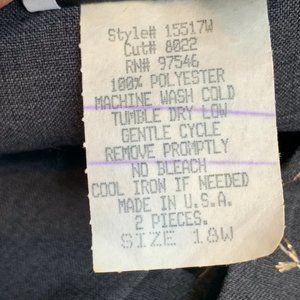 Style# 15517W
Cut# 8022
RN# 97546
100% POLYESTER
MACHINE WASH COLD
TUMBLE DRY LOW
GENTLE CYCLE
REMOVE PROMPTLY
NO BLEACH
COOL IRON IF NEEDED
MADE IN U.S.A.
2 PIECES.
SIZE 18W